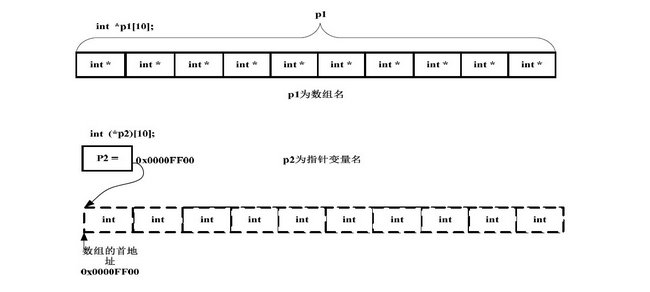 p1
int *p1[10];
int * int * int * int * int * int * int * int * int * int *
p1为数组名
int (*p2)[10];
P2 = 0x0000FF00 p2为指针变量名
int int int int int int int int int int
数组的首地
址
0x0000FF00